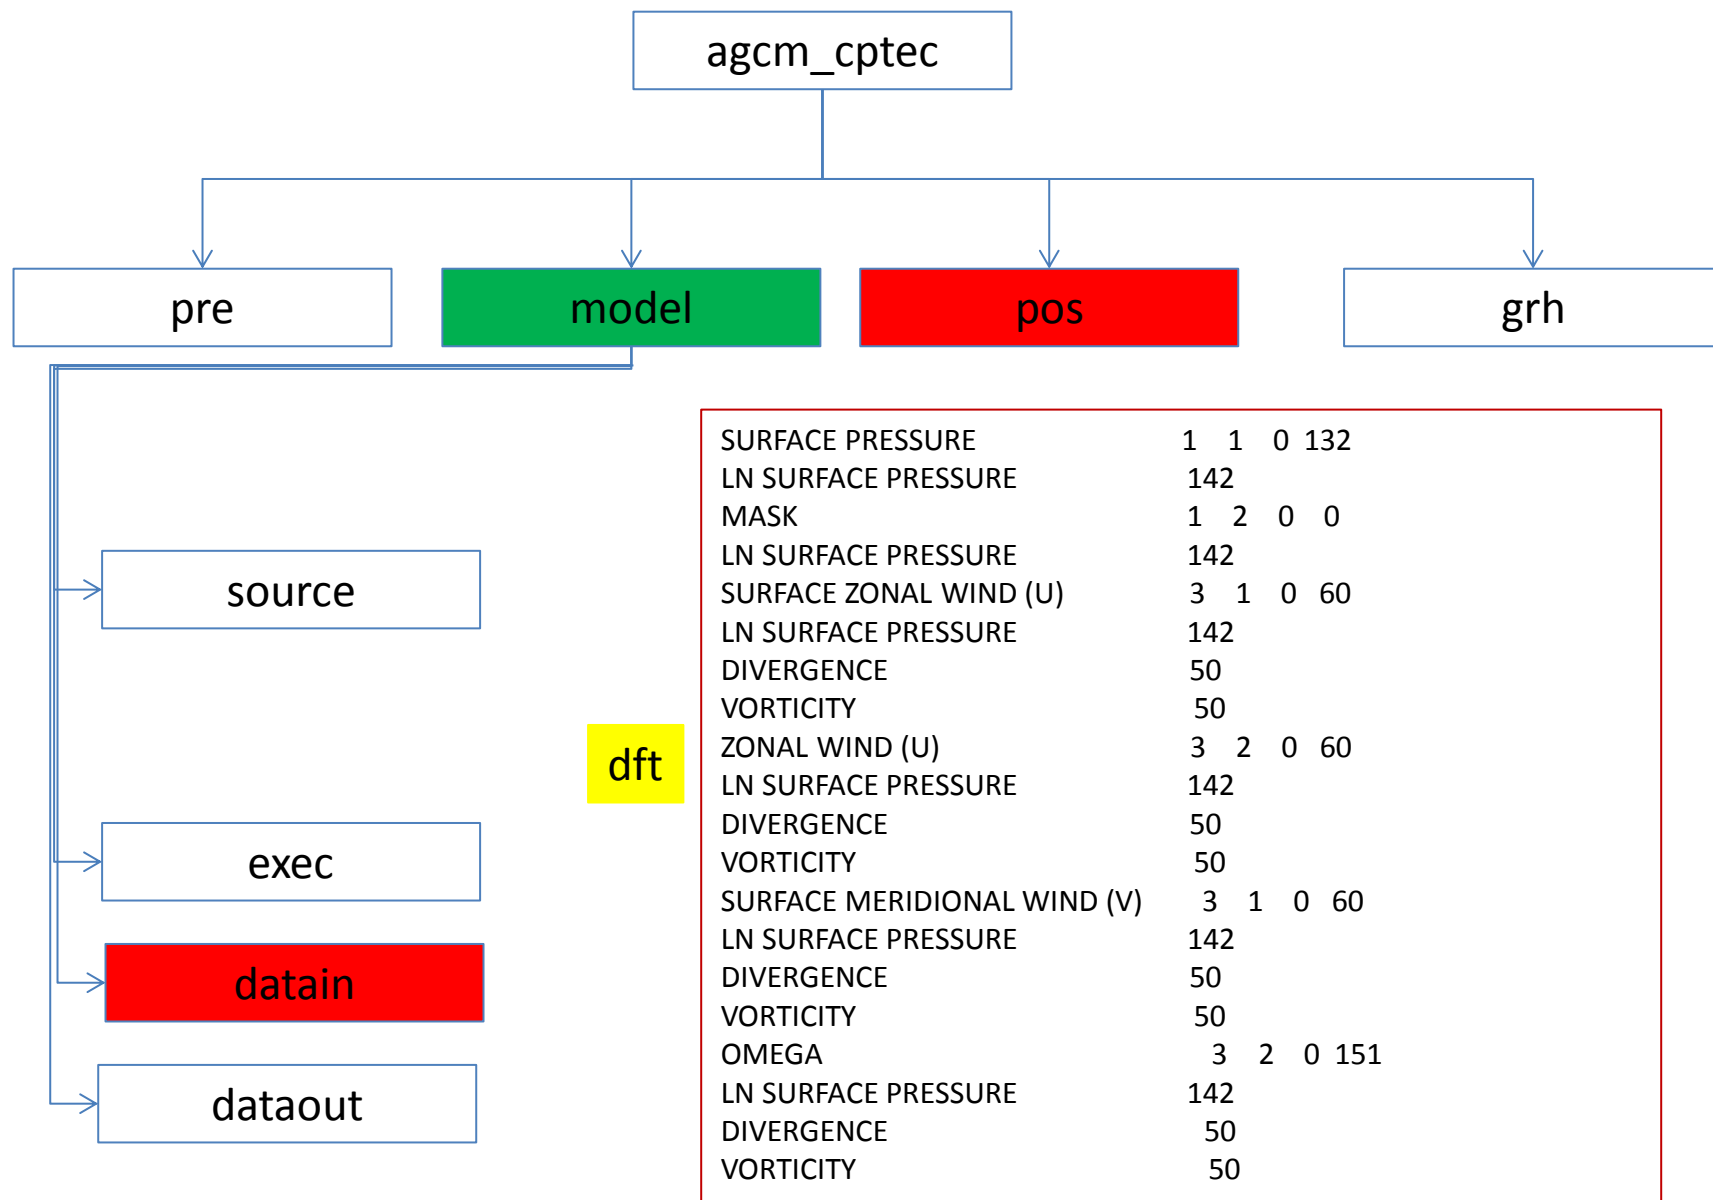 agcm_cptec
pre
model
pos
grh
source
exec
datain
dataout
dft
SURFACE PRESSURE 1 1 0 132
LN SURFACE PRESSURE 142
MASK 1 2 0 0
LN SURFACE PRESSURE 142
SURFACE ZONAL WIND (U) 3 1 0 60
LN SURFACE PRESSURE 142
DIVERGENCE 50
VORTICITY 50
ZONAL WIND (U) 3 2 0 60
LN SURFACE PRESSURE 142
DIVERGENCE 50
VORTICITY 50
SURFACE MERIDIONAL WIND (V) 3 1 0 60
LN SURFACE PRESSURE 142
DIVERGENCE 50
VORTICITY 50
OMEGA 3 2 0 151
LN SURFACE PRESSURE 142
DIVERGENCE 50
VORTICITY 50